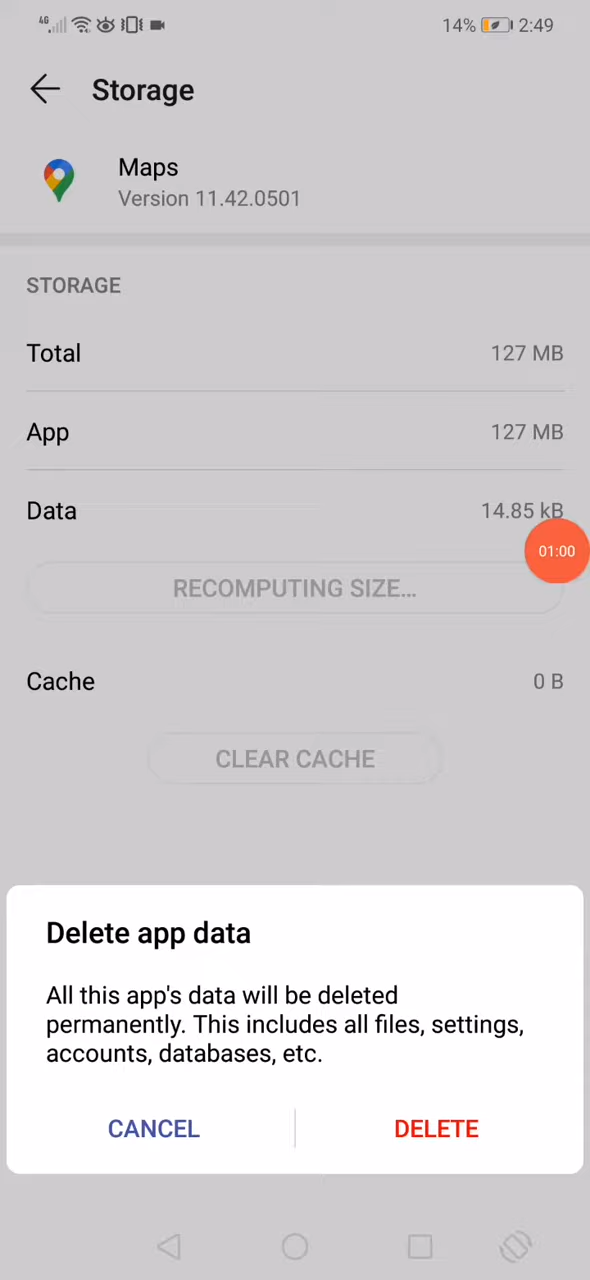 4G 14% 2:49
Storage
Maps
Version 11.42.0501
STORAGE
Total 127 MB
App 127 MB
Data 14.85 kB
01:00
RECOMPUTING SIZE...
Cache 0 B
CLEAR CACHE
Delete app data
All this app's data will be deleted
permanently. This includes all files, settings,
accounts, databases, etc.
CANCEL DELETE